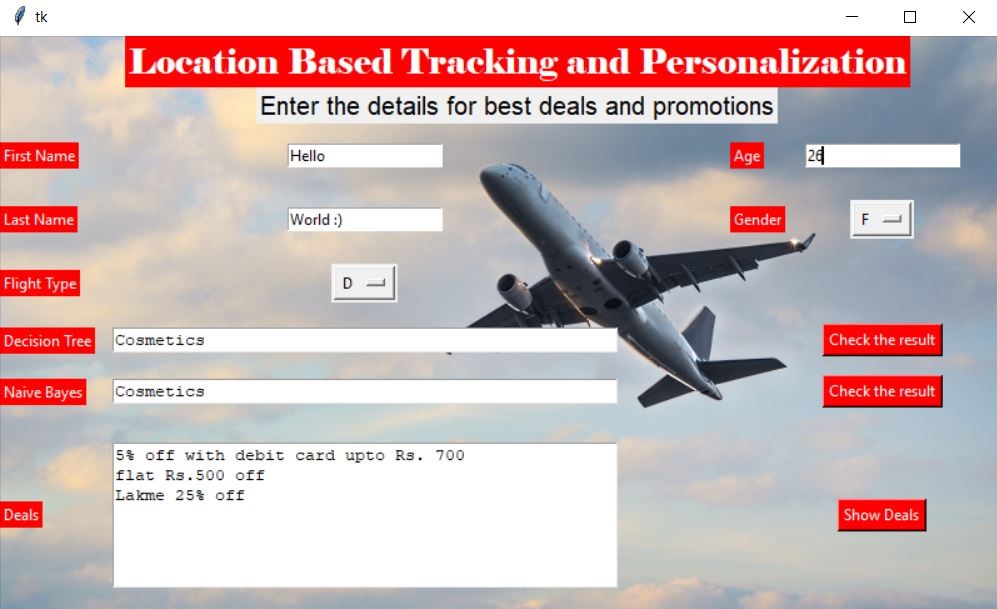 tk
Location Based Tracking and Personalization
Enter the details for best deals and promotions
First Name
Hello
Age
26
Last Name
World :)
Gender
F
Flight Type
D
Decision Tree
Cosmetics
Check the result
Naive Bayes
Cosmetics
Check the result
5% off with debit card upto Rs. 700
flat Rs.500 off
Lakme 25% off
Deals
Show Deals